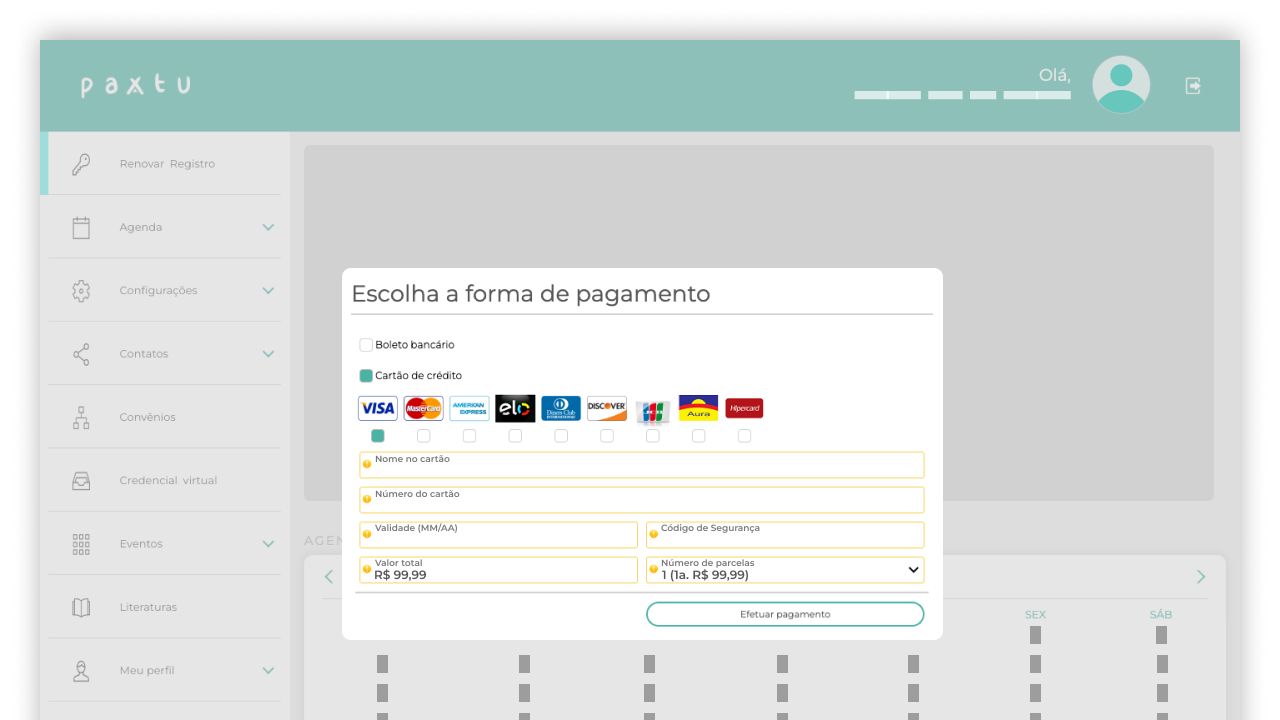 paxtu
Olá,
Renovar Registro
Agenda
Configurações
Contatos
Convênios
Credencial virtual
Eventos
Literaturas
Meu perfil
Escolha a forma de pagamento
Boleto bancário
Cartão de crédito
VISA MasterCard AMERICAN EXPRESS elo Diners Club INTERNATIONAL DISCOVER JCB Aura Hipercard
Nome no cartão
Número do cartão
Validade (MM/AA) Código de Segurança
Valor total Número de parcelas
R$ 99,99 1 (1a. R$ 99,99)
Efetuar pagamento
AGEN
SEX SÁB